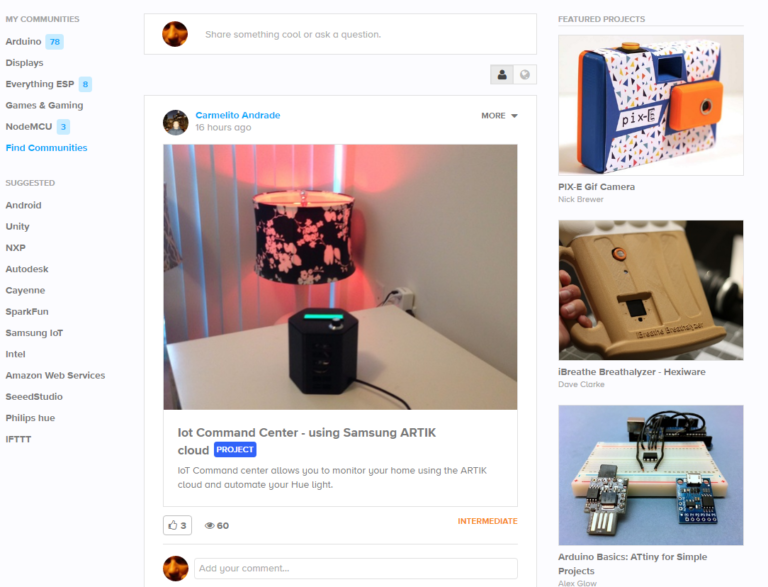 MY COMMUNITIES
Arduino 78
Displays
Everything ESP 8
Games & Gaming
NodeMCU 3
Find Communities
SUGGESTED
Android
Unity
NXP
Autodesk
Cayenne
SparkFun
Samsung IoT
Intel
Amazon Web Services
SeeedStudio
Philips hue
IFTTT
Share something cool or ask a question.
Carmelito Andrade
16 hours ago
MORE
Iot Command Center - using Samsung ARTIK
cloud PROJECT
IoT Command center allows you to monitor your home using the ARTIK
cloud and automate your Hue light.
3
60
INTERMEDIATE
Add your comment...
FEATURED PROJECTS
pix-E
PIX-E Gif Camera
Nick Brewer
iBreathe Breathalyzer
iBreathe Breathalyzer - Hexiware
Dave Clarke
Arduino Basics: ATtiny for Simple
Projects
Alex Glow